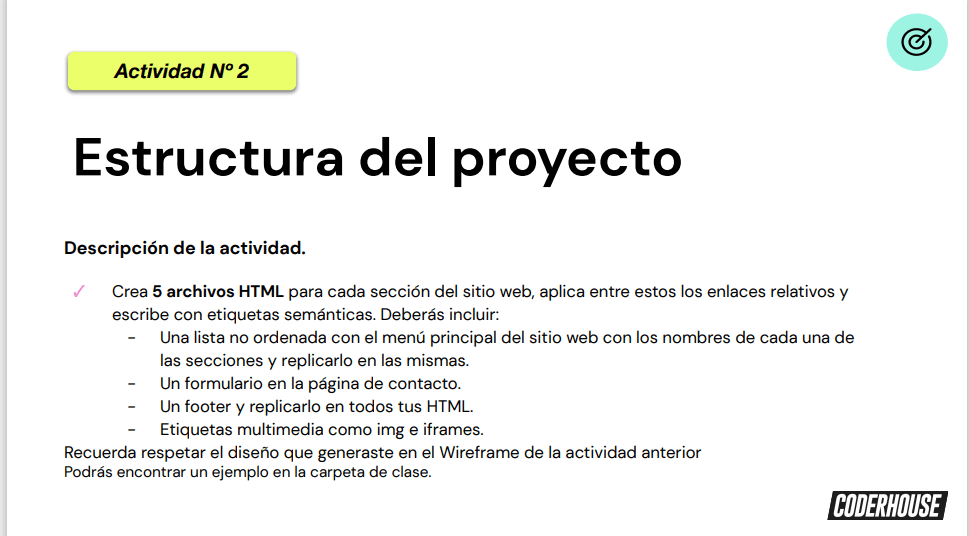 Actividad Nº 2
Estructura del proyecto
Descripción de la actividad.
✓ Crea 5 archivos HTML para cada sección del sitio web, aplica entre estos los enlaces relativos y
escribe con etiquetas semánticas. Deberás incluir:
- Una lista no ordenada con el menú principal del sitio web con los nombres de cada una de
las secciones y replicarlo en las mismas.
- Un formulario en la página de contacto.
- Un footer y replicarlo en todos tus HTML.
- Etiquetas multimedia como img e iframes.
Recuerda respetar el diseño que generaste en el Wireframe de la actividad anterior
Podrás encontrar un ejemplo en la carpeta de clase.
CODERHOUSE